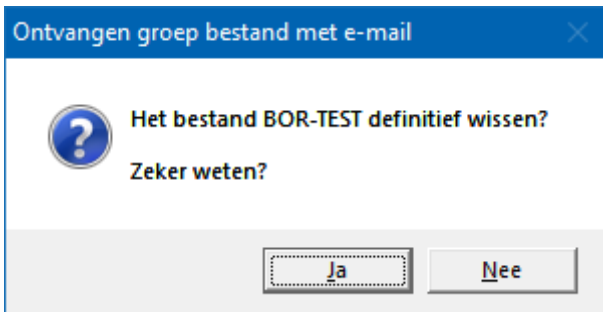 Ontvangen groep bestand met e-mail
Het bestand BOR-TEST definitief wissen?
Zeker weten?
Ja Nee